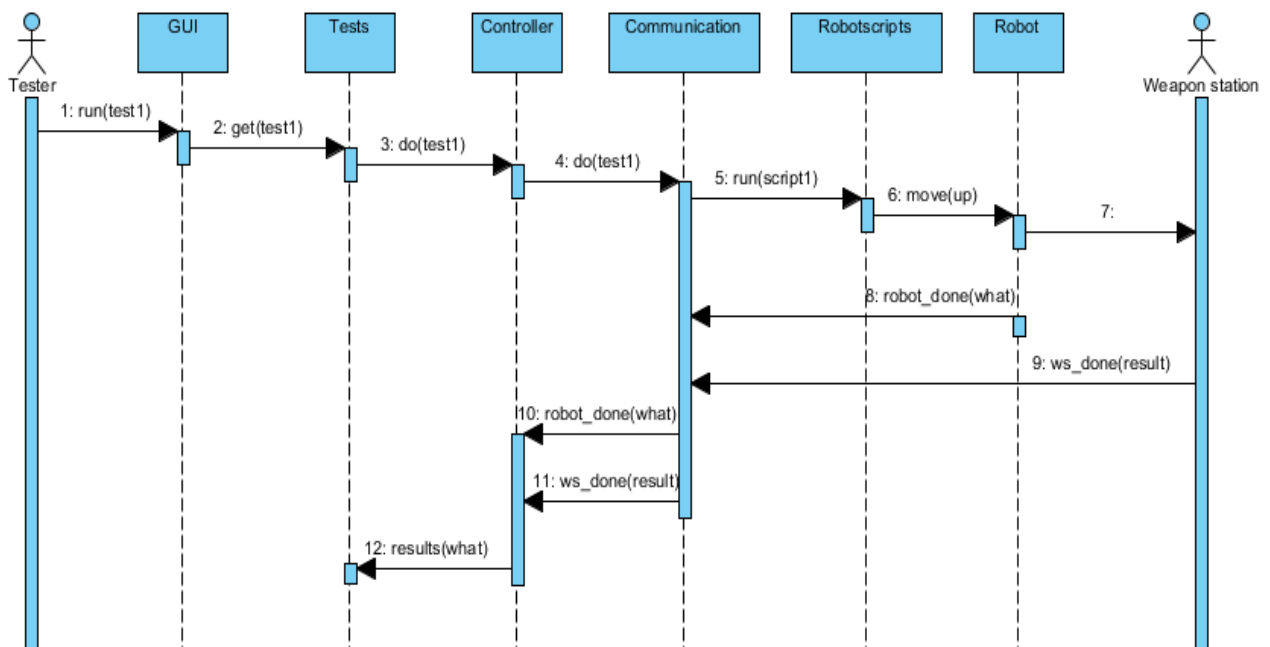 GUI
Tests
Controller
Communication
Robotscripts
Robot
Tester
Weapon station
1: run(test1)
2: get(test1)
3: do(test1)
4: do(test1)
5: run(script1)
6: move(up)
7:
8: robot_done(what)
9: ws_done(result)
10: robot_done(what)
11: ws_done(result)
12: results(what)